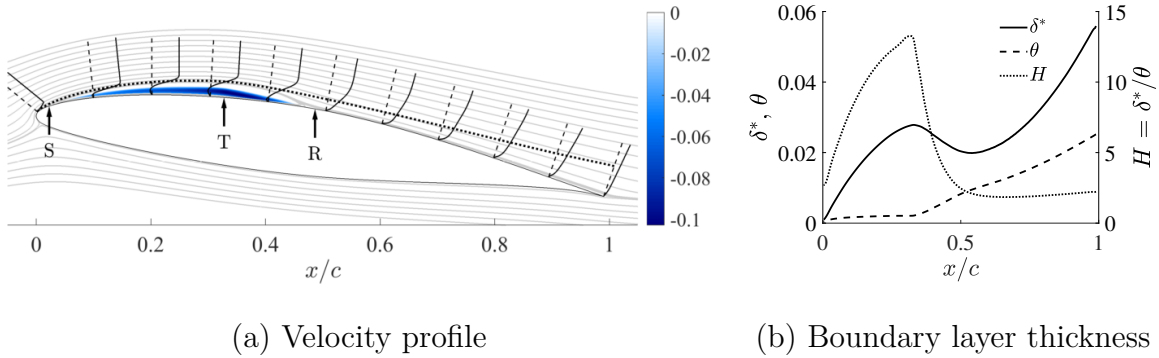 0
-0.02
-0.04
-0.06
-0.08
-0.1
S
T
R
0 0.2 0.4 0.6 0.8 1
x/c
(a) Velocity profile
0.06
0.04
0.02
0
δ*, θ
δ*
θ
H
15
10
5
0
H = δ*/θ
0 0.5 1
x/c
(b) Boundary layer thickness